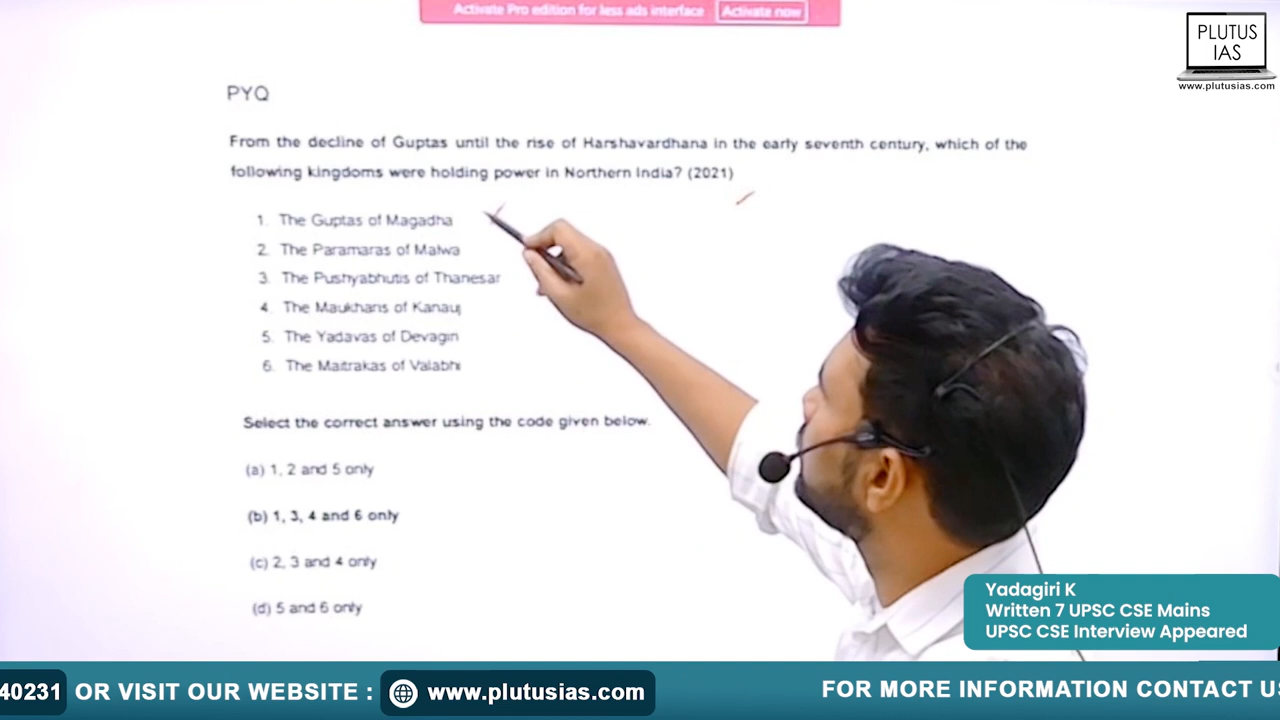 Activate Pro edition for less ads interface Activate now
PLUTUS
IAS
www.plutusias.com
PYQ
From the decline of Guptas until the rise of Harshavardhana in the early seventh century, which of the
following kingdoms were holding power in Northern India? (2021)
1. The Guptas of Magadha
2. The Paramaras of Malwa
3. The Pushyabhutis of Thanesar
4. The Maukharis of Kanauj
5. The Yadavas of Devagiri
6. The Maitrakas of Valabhi
Select the correct answer using the code given below.
(a) 1, 2 and 5 only
(b) 1, 3, 4 and 6 only
(c) 2, 3 and 4 only
(d) 5 and 6 only
Yadagiri K
Written 7 UPSC CSE Mains
UPSC CSE Interview Appeared
40231 OR VISIT OUR WEBSITE : www.plutusias.com FOR MORE INFORMATION CONTACT US